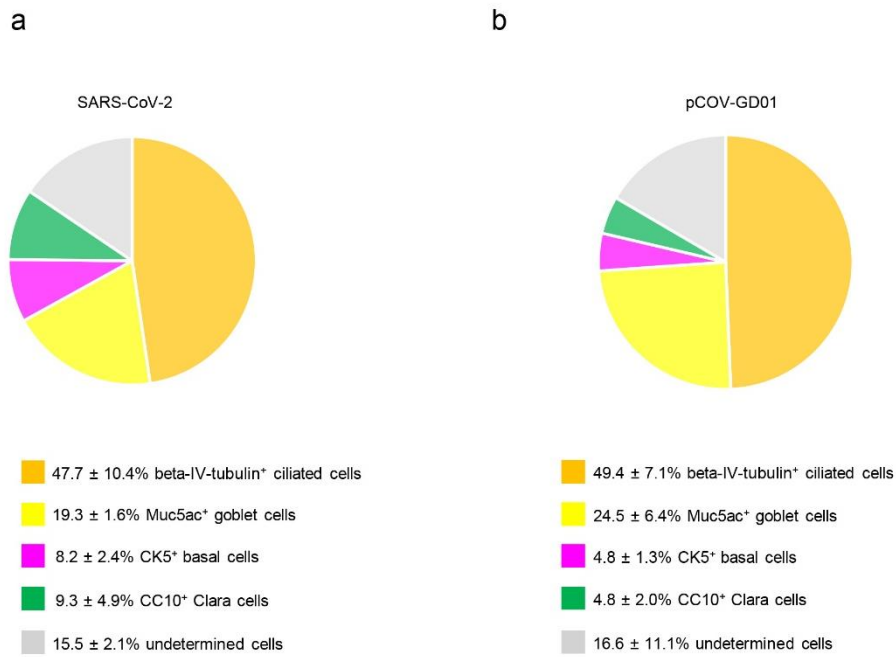 a
SARS-CoV-2
47.7 ± 10.4% beta-IV-tubulin⁺ ciliated cells
19.3 ± 1.6% Muc5ac⁺ goblet cells
8.2 ± 2.4% CK5⁺ basal cells
9.3 ± 4.9% CC10⁺ Clara cells
15.5 ± 2.1% undetermined cells
b
pCOV-GD01
49.4 ± 7.1% beta-IV-tubulin⁺ ciliated cells
24.5 ± 6.4% Muc5ac⁺ goblet cells
4.8 ± 1.3% CK5⁺ basal cells
4.8 ± 2.0% CC10⁺ Clara cells
16.6 ± 11.1% undetermined cells